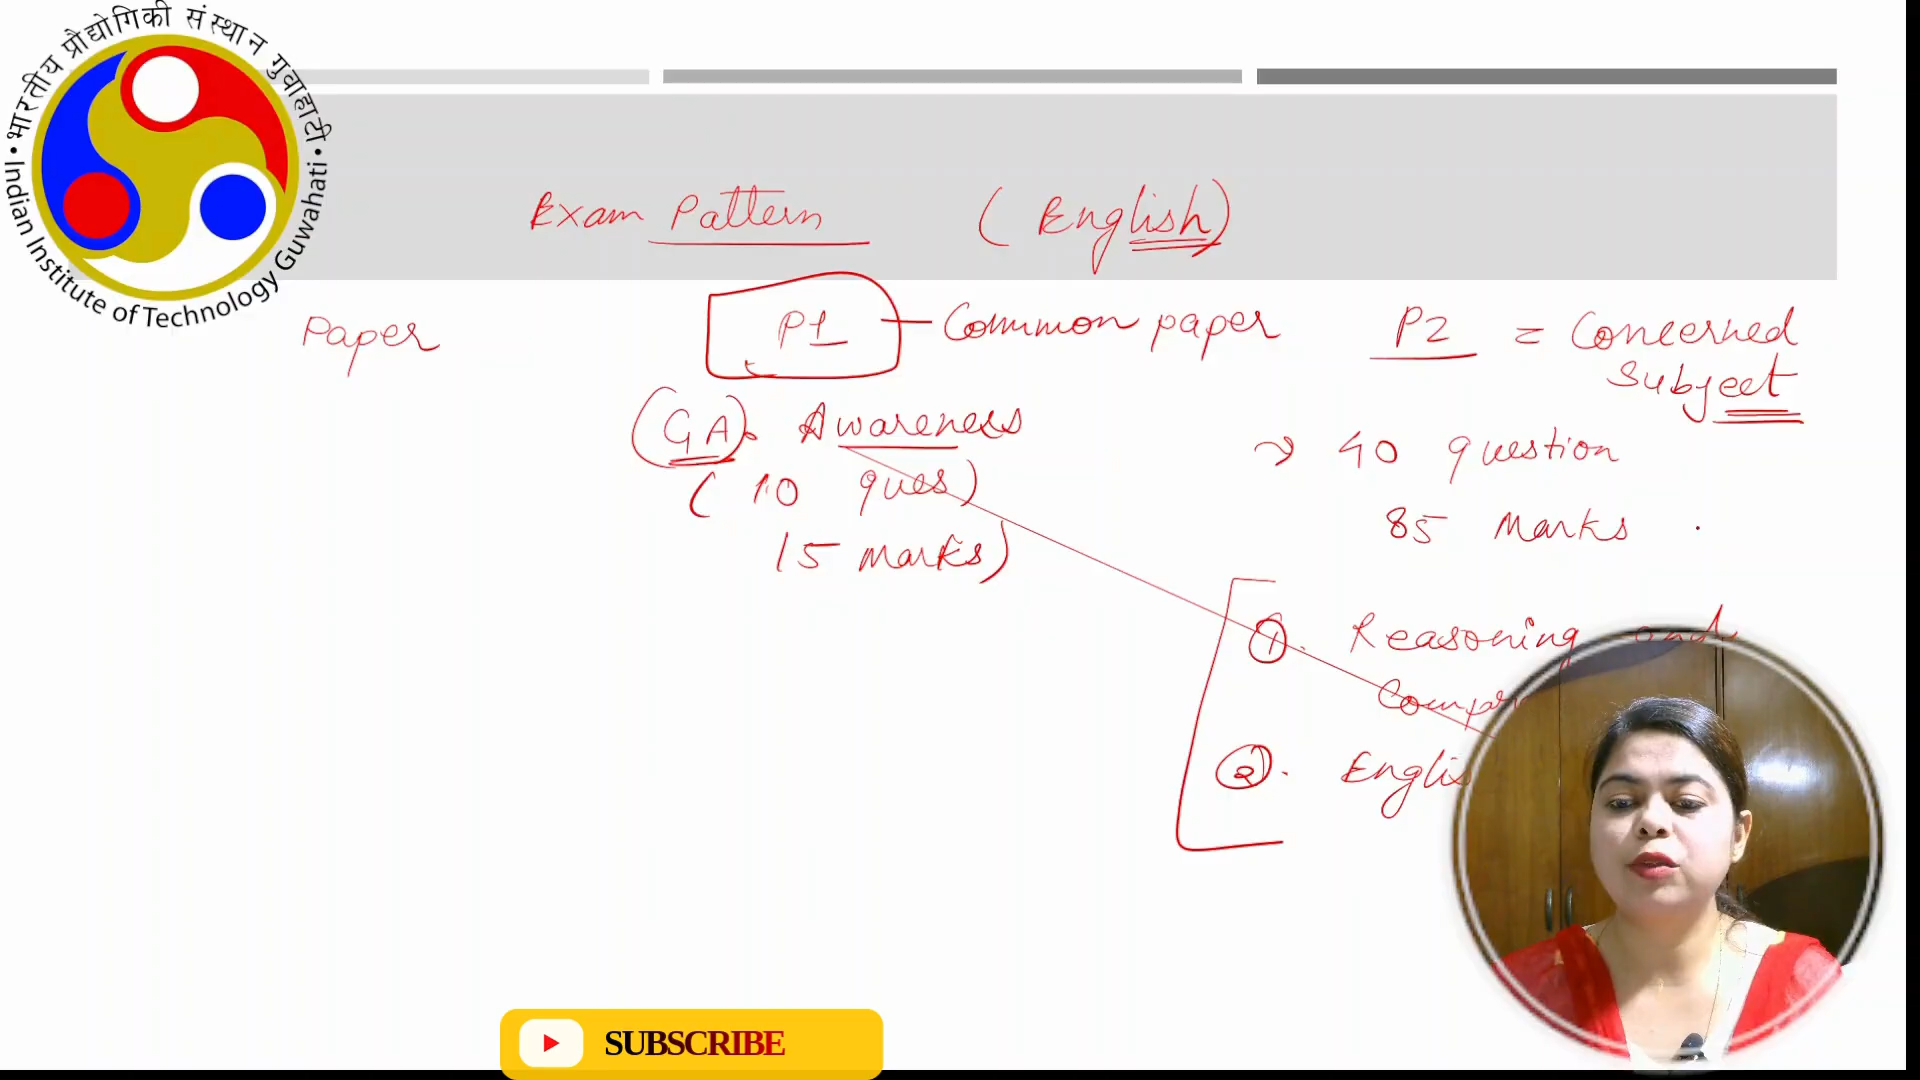 • भारतीय प्रौद्योगिकी संस्थान गुवाहाटी •
Indian Institute of Technology Guwahati
Exam Pattern (English)
Paper
P1 — Common paper
P2 = Concerned
Subject
(GA). Awareness
(10 ques)
15 marks)
→ 40 question
85 Marks .
①. Reasoning and
②.
SUBSCRIBE